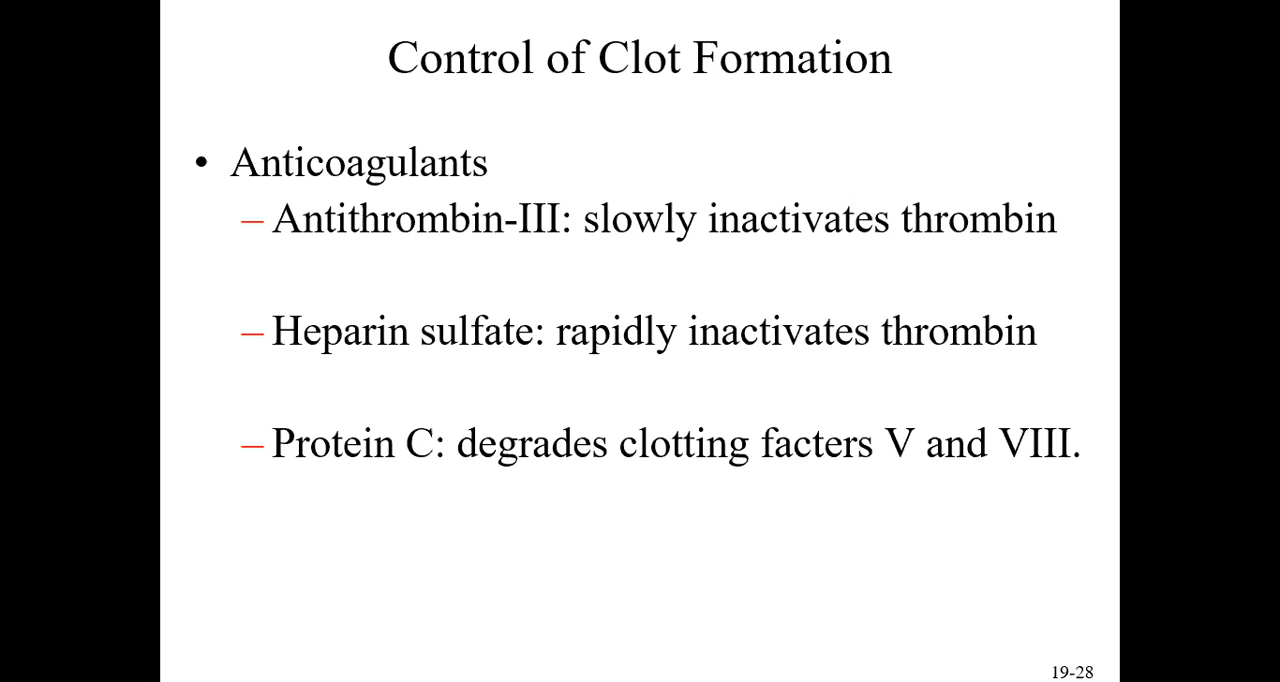 Control of Clot Formation
• Anticoagulants
– Antithrombin-III: slowly inactivates thrombin
– Heparin sulfate: rapidly inactivates thrombin
– Protein C: degrades clotting facters V and VIII.
19-28